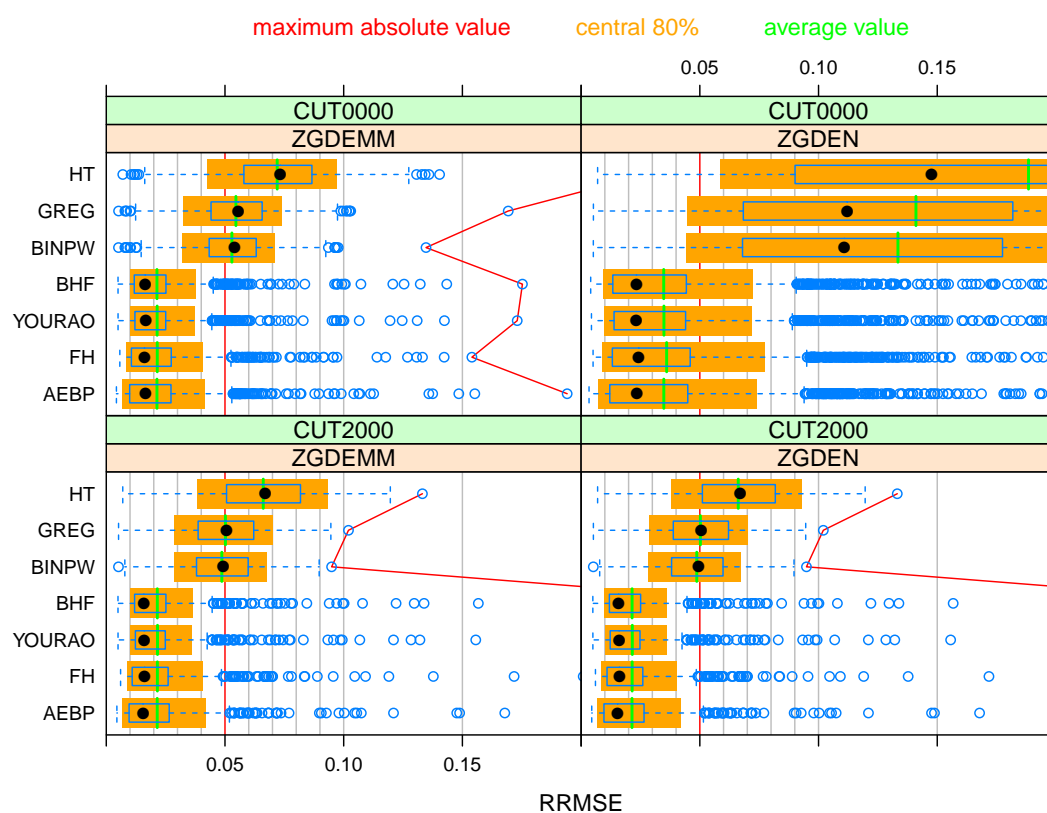 maximum absolute value central 80% average value
0.05 0.10 0.15
CUT0000 CUT0000
ZGDEMM ZGDEN
HT
GREG
BINPW
BHF
YOURAO
FH
AEBP
CUT2000 CUT2000
ZGDEMM ZGDEN
HT
GREG
BINPW
BHF
YOURAO
FH
AEBP
0.05 0.10 0.15
RRMSE